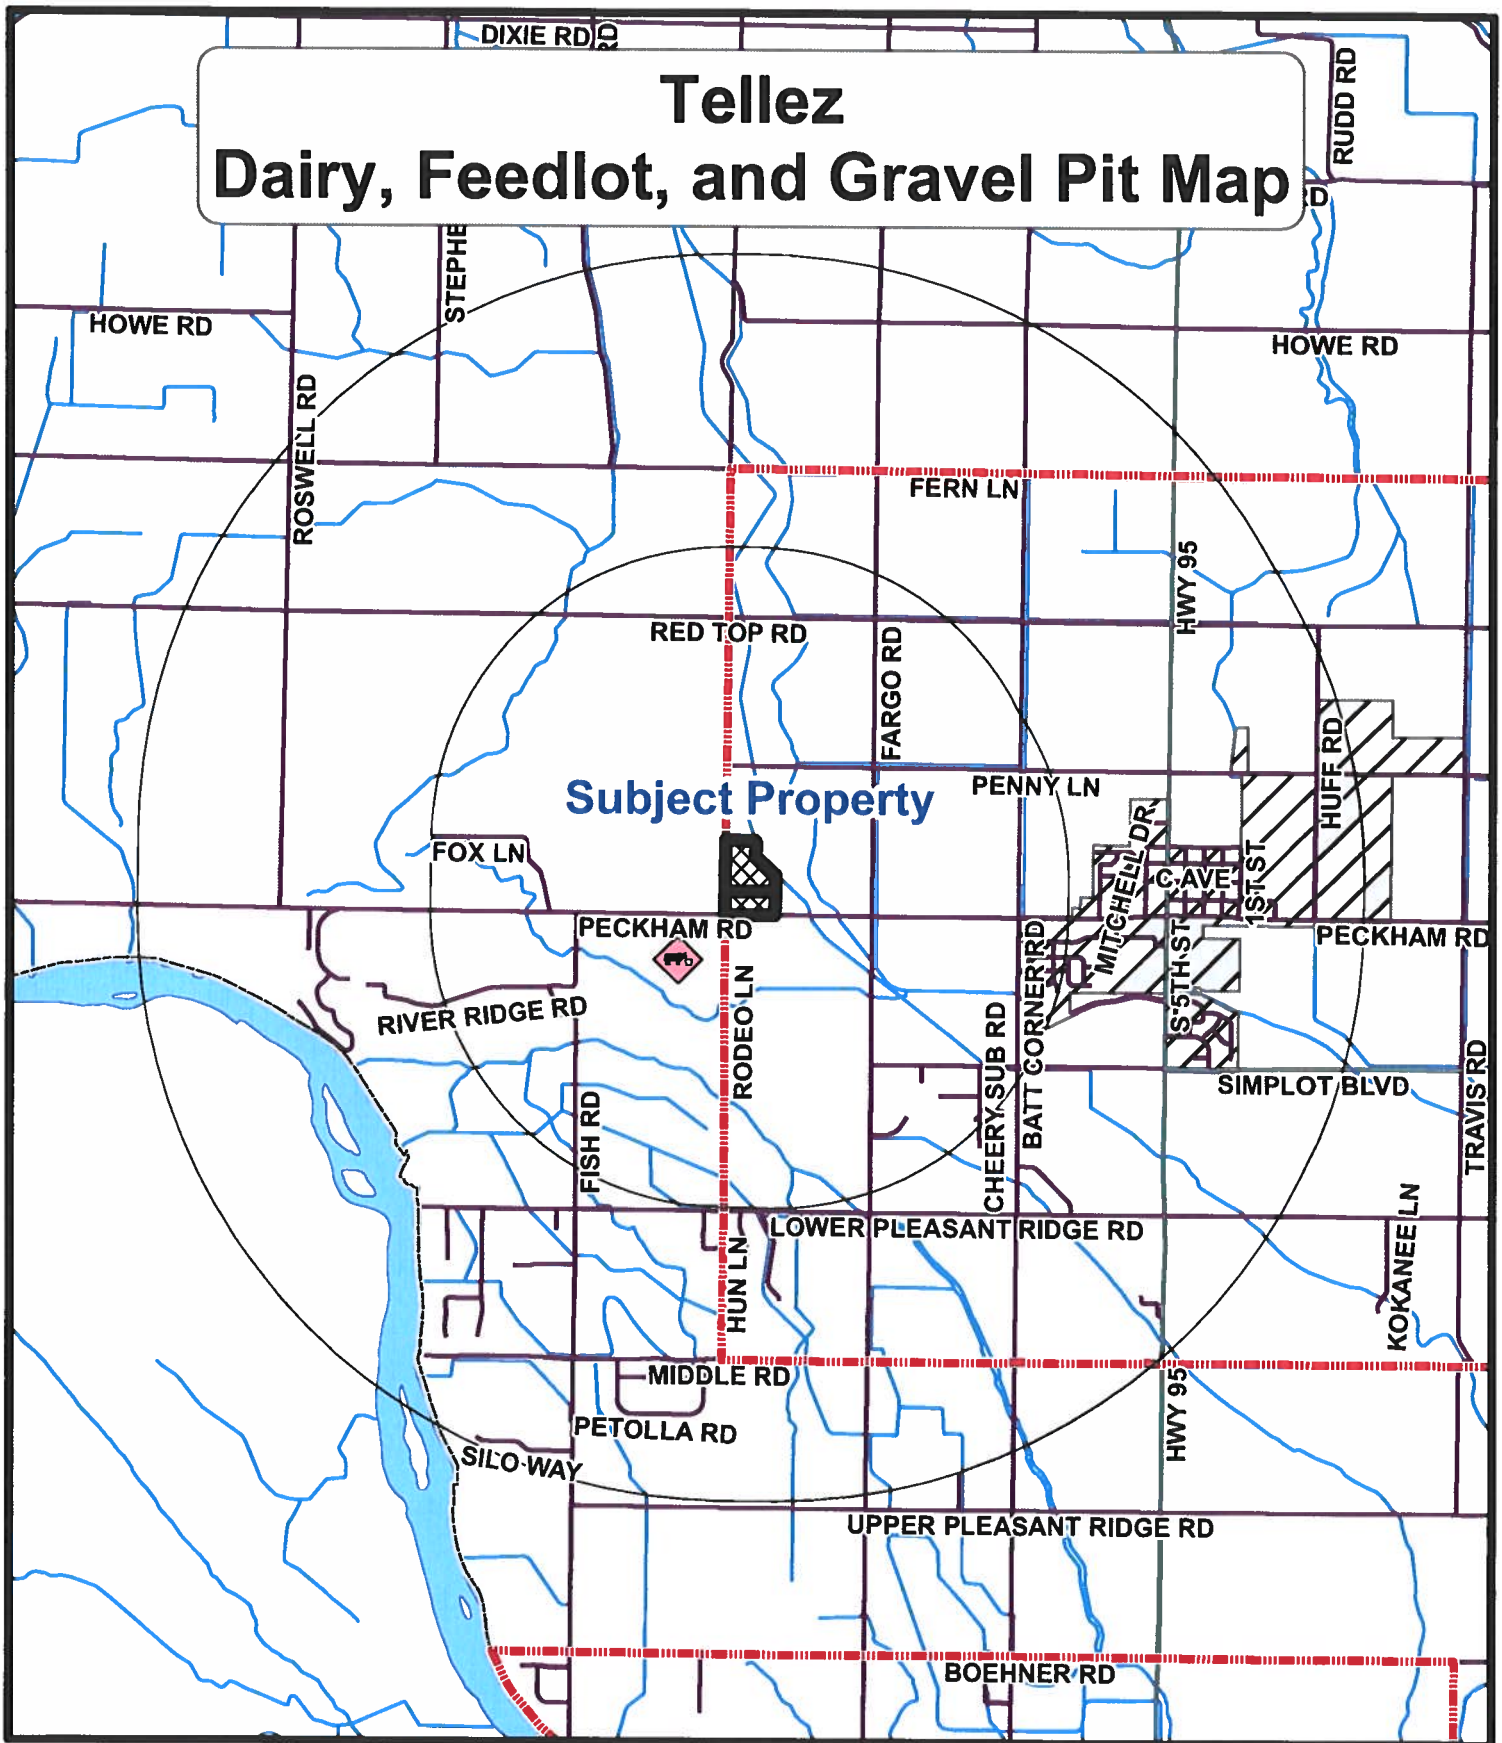 DIXIE RD
RD
Tellez
Dairy, Feedlot, and Gravel Pit Map
RUDD RD
RD
STEPHE
HOWE RD
HOWE RD
ROSWELL RD
FERN LN
HWY 95
RED TOP RD
FARGO RD
HUFF RD
Subject Property
PENNY LN
FOX LN
MITCHELL DR
C AVE
1ST ST
PECKHAM RD
PECKHAM RD
RODEO LN
BATT CORNER RD
S 5TH ST
RIVER RIDGE RD
CHEERY SUB RD
TRAVIS RD
SIMPLOT BLVD
FISH RD
LOWER PLEASANT RIDGE RD
KOKANEE LN
HUN LN
MIDDLE RD
HWY 95
PETOLLA RD
SILO WAY
UPPER PLEASANT RIDGE RD
BOEHNER RD